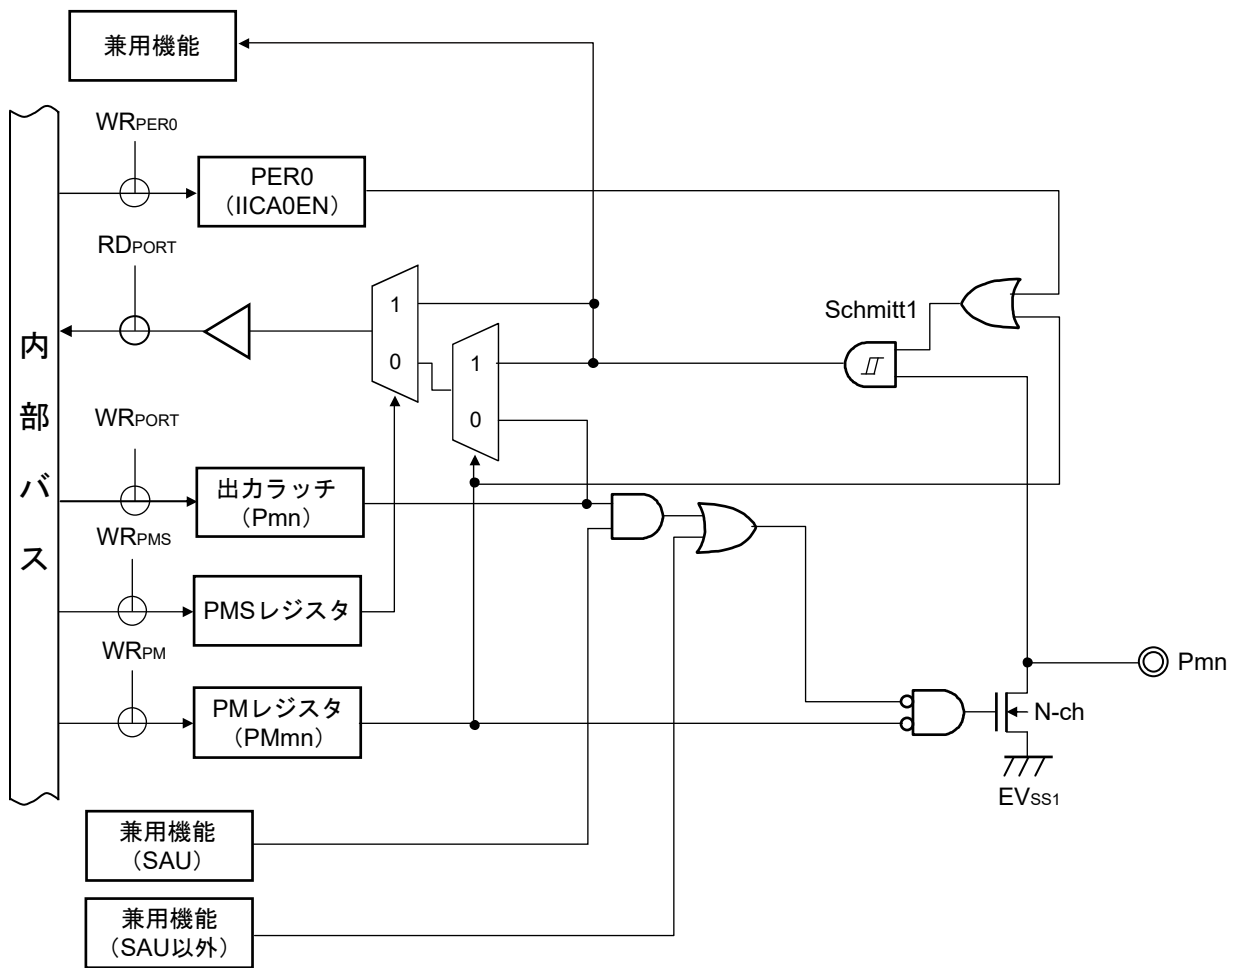 兼用機能
WRPER0
PER0
（IICA0EN）
RDPORT
1
0
1
0
Schmitt1
内
部
バ
ス
WRPORT
出力ラッチ
（Pmn）
WRPMS
PMSレジスタ
WRPM
PMレジスタ
（PMmn）
Pmn
N-ch
EVSS1
兼用機能
（SAU）
兼用機能
（SAU以外）